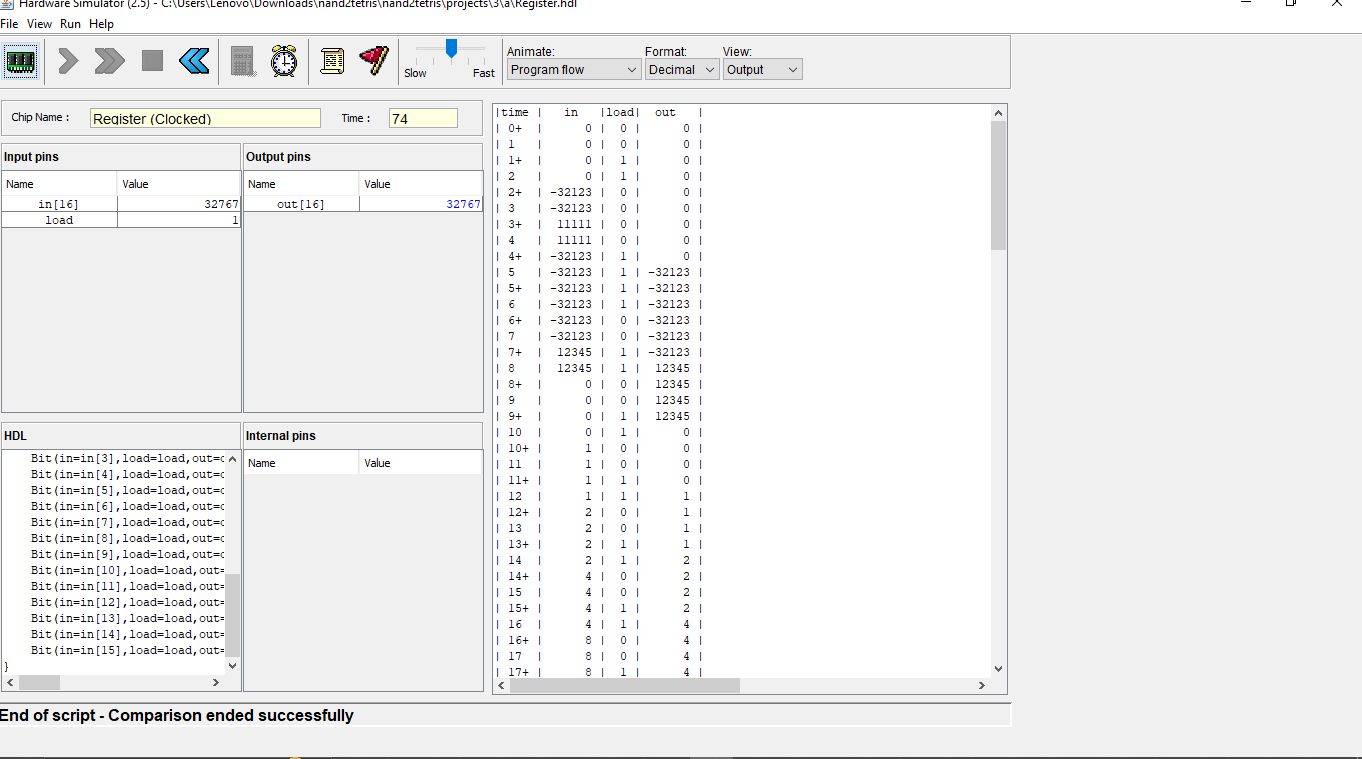 Hardware Simulator (2.5) - C:\Users\Lenovo\Downloads\nand2tetris\nand2tetris\projects\3\a\Register.hdl
File View Run Help
Slow Fast
Animate: Format: View:
Program flow Decimal Output
Chip Name : Register (Clocked) Time : 74
Input pins
Name Value
in[16] 32767
load 1
Output pins
Name Value
out[16] 32767
HDL
Bit(in=in[3],load=load,out=
Bit(in=in[4],load=load,out=
Bit(in=in[5],load=load,out=
Bit(in=in[6],load=load,out=
Bit(in=in[7],load=load,out=
Bit(in=in[8],load=load,out=
Bit(in=in[9],load=load,out=
Bit(in=in[10],load=load,out=
Bit(in=in[11],load=load,out=
Bit(in=in[12],load=load,out=
Bit(in=in[13],load=load,out=
Bit(in=in[14],load=load,out=
Bit(in=in[15],load=load,out=
}
Internal pins
Name Value
|time | in |load| out |
| 0+ | 0 | 0 | 0 |
| 1 | 0 | 0 | 0 |
| 1+ | 0 | 1 | 0 |
| 2 | 0 | 1 | 0 |
| 2+ | -32123 | 0 | 0 |
| 3 | -32123 | 0 | 0 |
| 3+ | 11111 | 0 | 0 |
| 4 | 11111 | 0 | 0 |
| 4+ | -32123 | 1 | 0 |
| 5 | -32123 | 1 | -32123 |
| 5+ | -32123 | 1 | -32123 |
| 6 | -32123 | 1 | -32123 |
| 6+ | -32123 | 0 | -32123 |
| 7 | -32123 | 0 | -32123 |
| 7+ | 12345 | 1 | -32123 |
| 8 | 12345 | 1 | 12345 |
| 8+ | 0 | 0 | 12345 |
| 9 | 0 | 0 | 12345 |
| 9+ | 0 | 1 | 12345 |
| 10 | 0 | 1 | 0 |
| 10+ | 1 | 0 | 0 |
| 11 | 1 | 0 | 0 |
| 11+ | 1 | 1 | 0 |
| 12 | 1 | 1 | 1 |
| 12+ | 2 | 0 | 1 |
| 13 | 2 | 0 | 1 |
| 13+ | 2 | 1 | 1 |
| 14 | 2 | 1 | 2 |
| 14+ | 4 | 0 | 2 |
| 15 | 4 | 0 | 2 |
| 15+ | 4 | 1 | 2 |
| 16 | 4 | 1 | 4 |
| 16+ | 8 | 0 | 4 |
| 17 | 8 | 0 | 4 |
| 17+ | 8 | 1 | 4 |
End of script - Comparison ended successfully